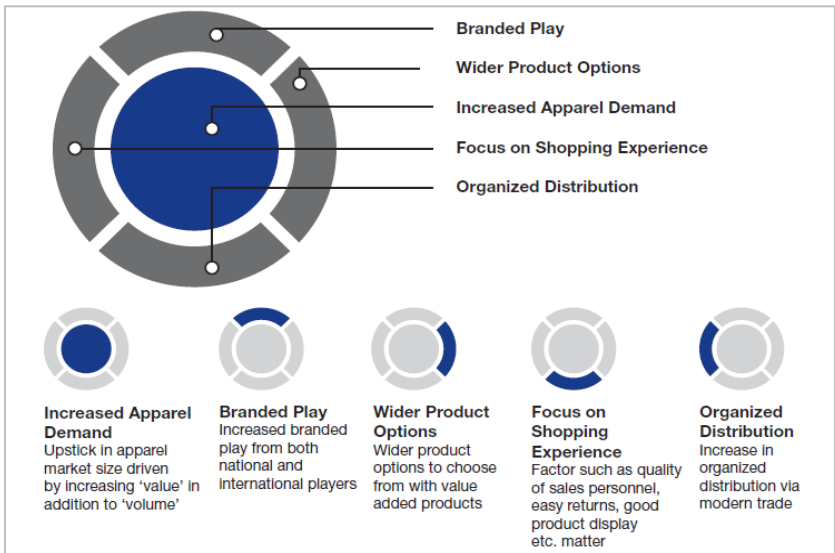 Branded Play
Wider Product Options
Increased Apparel Demand
Focus on Shopping Experience
Organized Distribution
Increased Apparel
Demand
Upstick in apparel
market size driven
by increasing ‘value’ in
addition to ‘volume’
Branded Play
Increased branded
play from both
national and
international players
Wider Product
Options
Wider product
options to choose
from with value
added products
Focus on
Shopping
Experience
Factor such as quality
of sales personnel,
easy returns, good
product display
etc. matter
Organized
Distribution
Increase in
organized
distribution via
modern trade